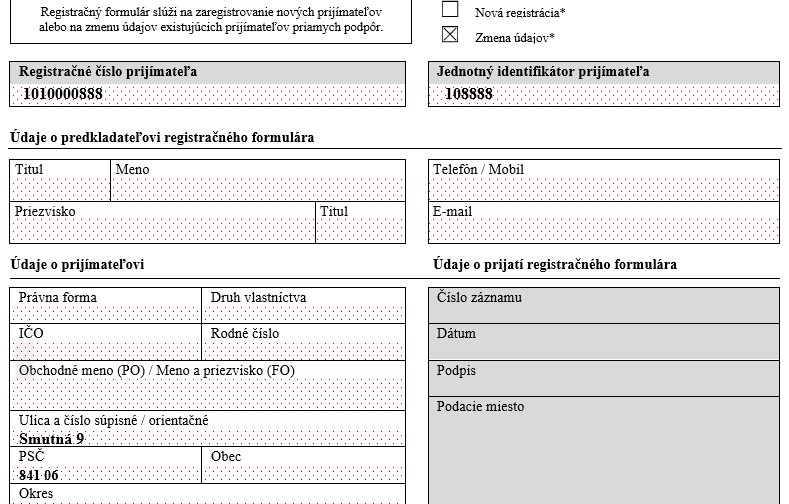 Registračný formulár slúži na zaregistrovanie nových prijímateľov
alebo na zmenu údajov existujúcich prijímateľov priamych podpôr.
Nová registrácia*
Zmena údajov*
Registračné číslo prijímateľa
1010000888
Jednotný identifikátor prijímateľa
108888
Údaje o predkladateľovi registračného formulára
Titul
Meno
Telefón / Mobil
Priezvisko
Titul
E-mail
Údaje o prijímateľovi
Údaje o prijatí registračného formulára
Právna forma
Druh vlastníctva
Číslo záznamu
IČO
Rodné číslo
Dátum
Obchodné meno (PO) / Meno a priezvisko (FO)
Podpis
Ulica a číslo súpisné / orientačné
Smutná 9
Podacie miesto
PSČ
841 06
Obec
Okres